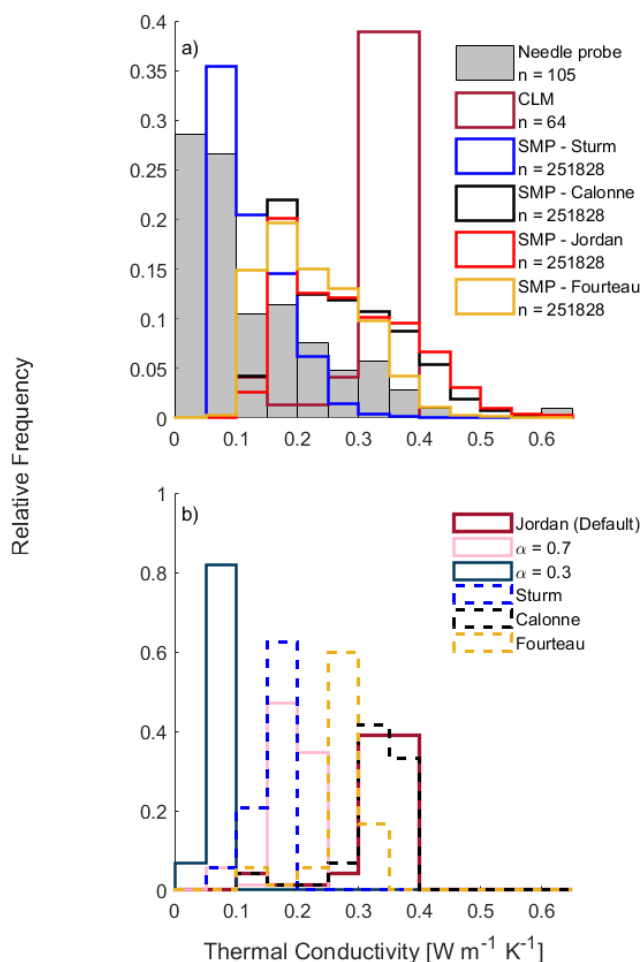 a)
0.4
0.35
0.3
0.25
0.2
0.15
0.1
0.05
0
0 0.1 0.2 0.3 0.4 0.5 0.6
Needle probe
n = 105
CLM
n = 64
SMP - Sturm
n = 251828
SMP - Calonne
n = 251828
SMP - Jordan
n = 251828
SMP - Fourteau
n = 251828
Relative Frequency
b)
1
0.8
0.6
0.4
0.2
0
0 0.1 0.2 0.3 0.4 0.5 0.6
Jordan (Default)
α = 0.7
α = 0.3
Sturm
Calonne
Fourteau
Thermal Conductivity [W m⁻¹ K⁻¹]